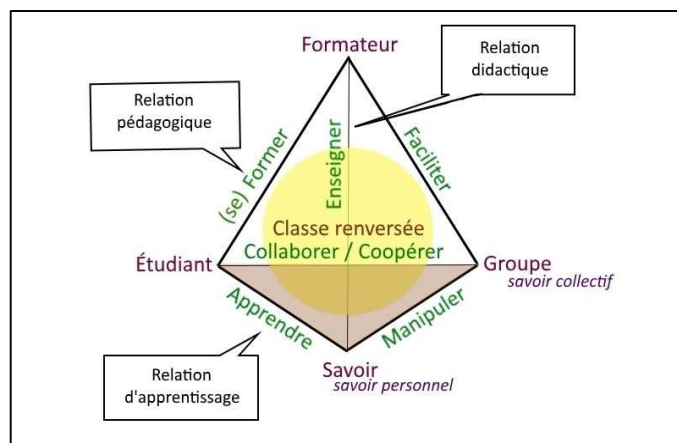 Formateur
Relation
didactique
Relation
pédagogique
(se) Former
Enseigner
Faciliter
Classe renversée
Collaborer / Coopérer
Étudiant
Groupe
savoir collectif
Apprendre
Manipuler
Savoir
savoir personnel
Relation
d'apprentissage